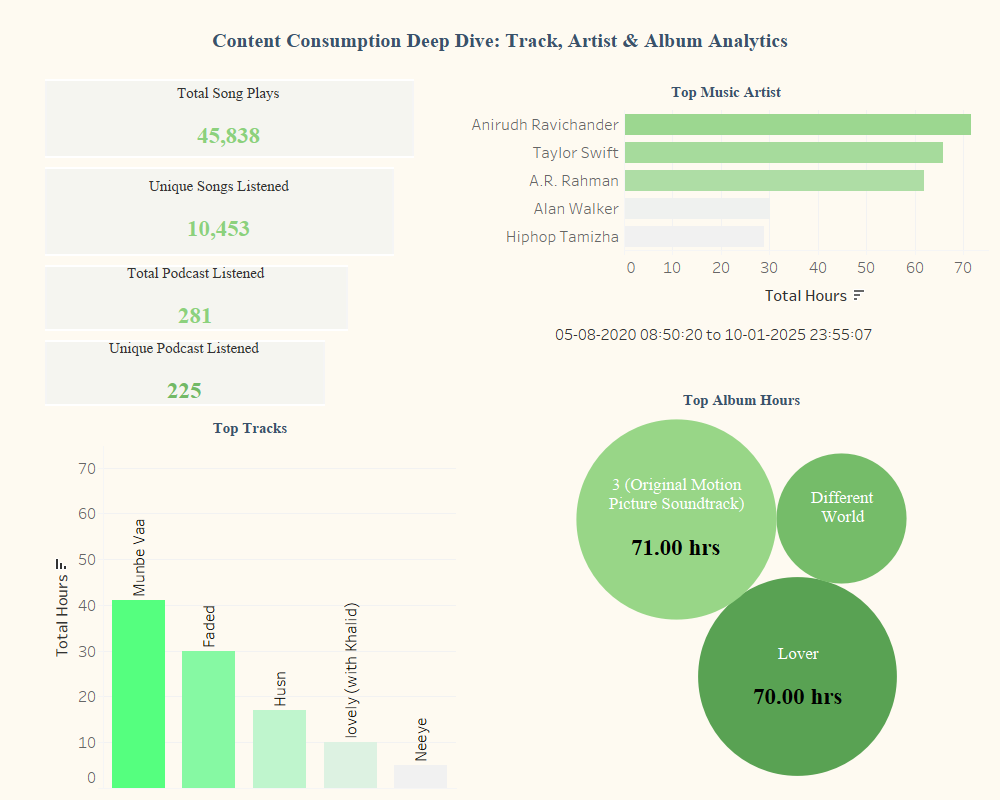 Content Consumption Deep Dive: Track, Artist & Album Analytics
Total Song Plays
45,838
Unique Songs Listened
10,453
Total Podcast Listened
281
Unique Podcast Listened
225
Top Music Artist
Anirudh Ravichander
Taylor Swift
A.R. Rahman
Alan Walker
Hiphop Tamizha
0 10 20 30 40 50 60 70
Total Hours
05-08-2020 08:50:20 to 10-01-2025 23:55:07
Top Tracks
Total Hours
70
60
50
40
30
20
10
0
Munbe Vaa
Faded
Husn
lovely (with Khalid)
Neeye
Top Album Hours
3 (Original Motion
Picture Soundtrack)
71.00 hrs
Different
World
Lover
70.00 hrs